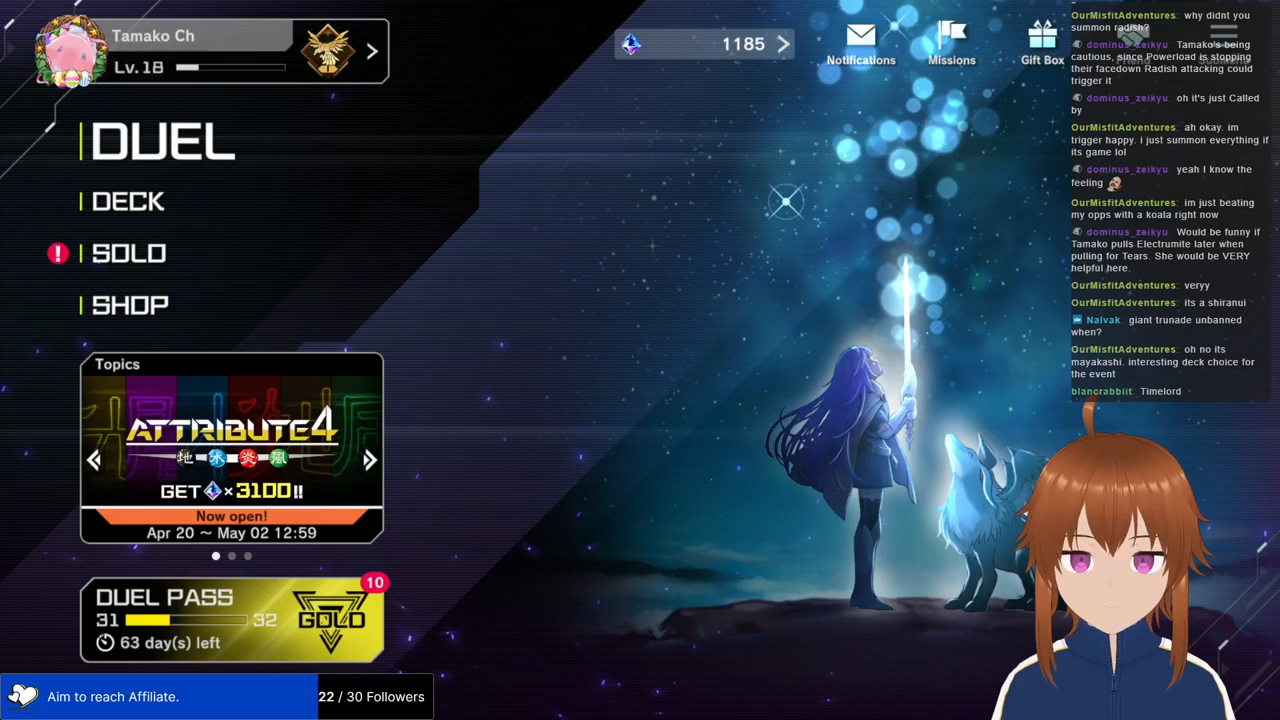 Tamako Ch
Lv.18
1185
Notifications
Missions
Gift Box
DUEL
DECK
! SOLO
SHOP
Topics
ATTRIBUTE4
地 氷 炎 風
GET ×3100!!
Now open!
Apr 20 ~ May 02 12:59
DUEL PASS
10
31 32
GOLD
63 day(s) left
Aim to reach Affiliate.
22 / 30 Followers
OurMisfitAdventures: why didnt you
summon radish?
dominus_zeikyu: Tamako's being
cautious, since Powerload is stopping
their facedown Radish attacking could
trigger it
dominus_zeikyu: oh it's just Called
by
OurMisfitAdventures: ah okay. im
trigger happy. i just summon everything if
its game lol
dominus_zeikyu: yeah I know the
feeling
OurMisfitAdventures: im just beating
my opps with a koala right now
dominus_zeikyu: Would be funny if
Tamako pulls Electrumite later when
pulling for Tears. She would be VERY
helpful here.
OurMisfitAdventures: veryy
OurMisfitAdventures: its a shiranui
Nalvak: giant trunade unbanned
when?
OurMisfitAdventures: oh no its
mayakashi. interesting deck choice for
the event
blancrabbiit: Timelord